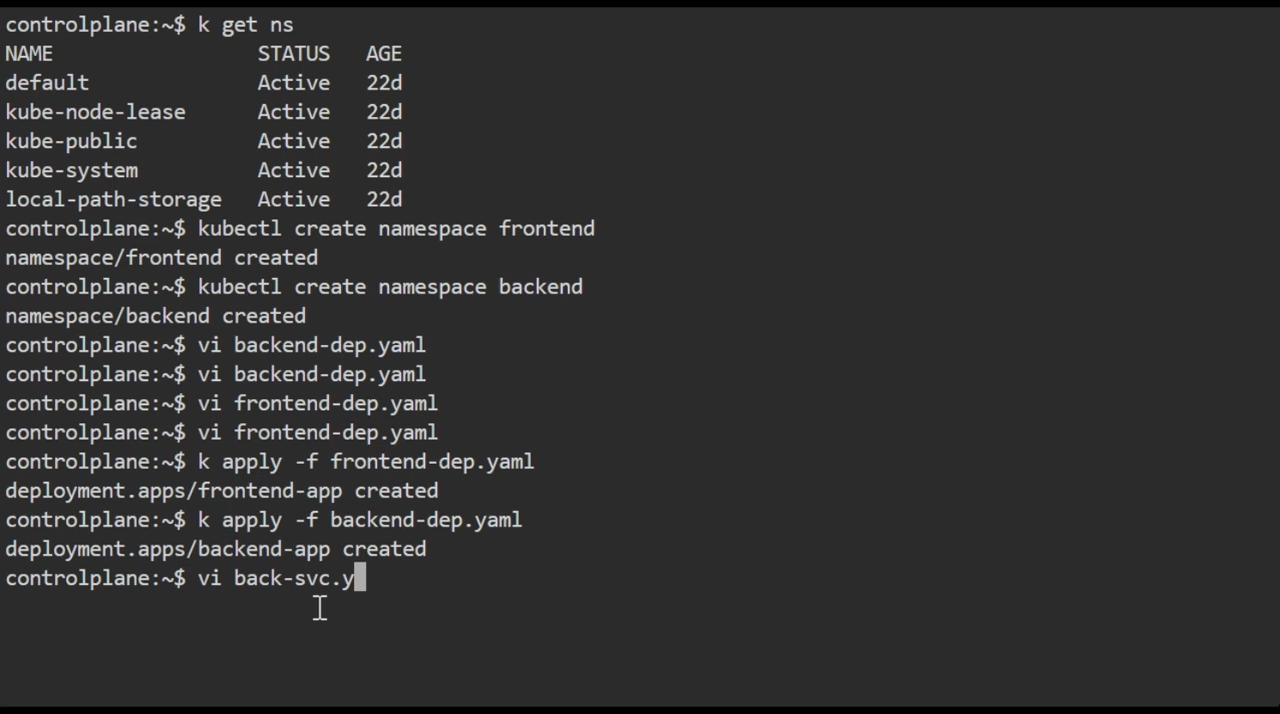 controlplane:~$ k get ns
NAME                 STATUS   AGE
default              Active   22d
kube-node-lease      Active   22d
kube-public          Active   22d
kube-system          Active   22d
local-path-storage   Active   22d
controlplane:~$ kubectl create namespace frontend
namespace/frontend created
controlplane:~$ kubectl create namespace backend
namespace/backend created
controlplane:~$ vi backend-dep.yaml
controlplane:~$ vi backend-dep.yaml
controlplane:~$ vi frontend-dep.yaml
controlplane:~$ vi frontend-dep.yaml
controlplane:~$ k apply -f frontend-dep.yaml
deployment.apps/frontend-app created
controlplane:~$ k apply -f backend-dep.yaml
deployment.apps/backend-app created
controlplane:~$ vi back-svc.y